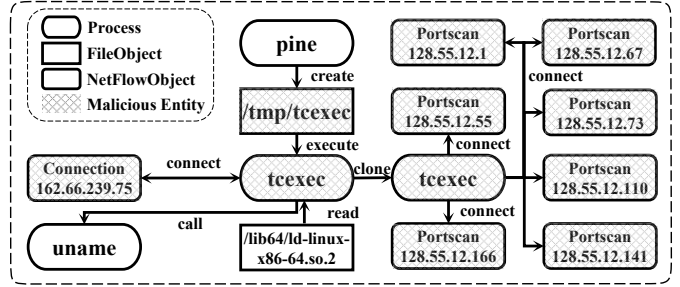 Process
FileObject
NetFlowObject
Malicious Entity
pine
create
/tmp/tcexec
execute
Connection
162.66.239.75
connect
tcexec
clone
tcexec
call
read
uname
/lib64/ld-linux-
x86-64.so.2
Portscan
128.55.12.1
Portscan
128.55.12.67
connect
Portscan
128.55.12.55
connect
Portscan
128.55.12.73
Portscan
128.55.12.110
connect
Portscan
128.55.12.166
Portscan
128.55.12.141